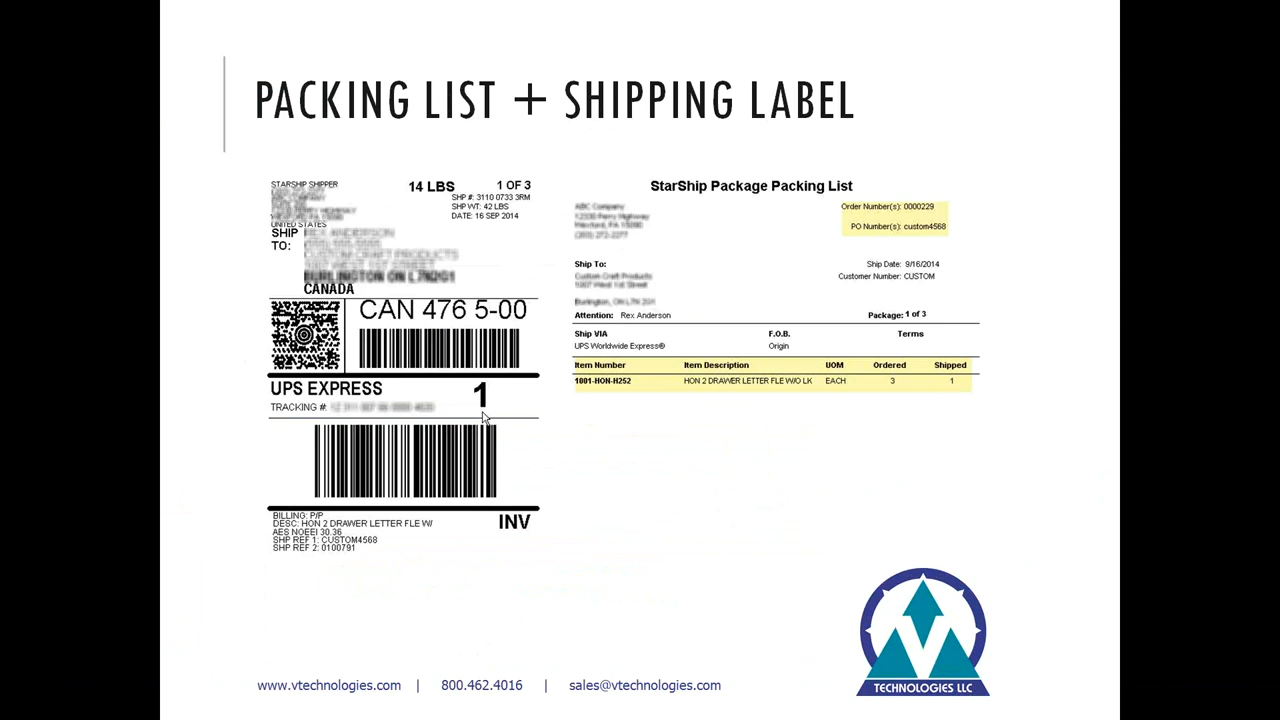 PACKING LIST + SHIPPING LABEL
STARSHIP SHIPPER
14 LBS
1 OF 3
SHP #: 3110 0733 3RM
SHP WT: 42 LBS
DATE: 16 SEP 2014
UNITED STATES
SHIP
TO:
CANADA
CAN 476 5-00
UPS EXPRESS
1
TRACKING #:
BILLING: P/P
DESC: HON 2 DRAWER LETTER FLE W/
AES NOEEI 30.36
SHP REF 1: CUSTOM4568
SHP REF 2: 0100791
INV
StarShip Package Packing List
ABC Company
Order Number(s): 0000229
PO Number(s): custom4568
Ship To:
Ship Date: 9/16/2014
Customer Number: CUSTOM
Custom Craft Products
Attention: Rex Anderson
Package: 1 of 3
Ship VIA F.O.B. Terms
UPS Worldwide Express® Origin
Item Number Item Description UOM Ordered Shipped
1001-HON-H252 HON 2 DRAWER LETTER FLE W/O LK EACH 3 1
V
TECHNOLOGIES LLC
www.vtechnologies.com | 800.462.4016 | sales@vtechnologies.com